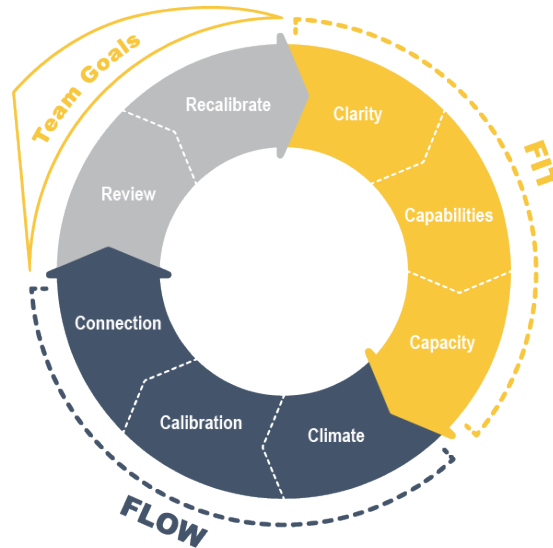 Team Goals
Recalibrate
Clarity
Review
Capabilities
FIT
Connection
Capacity
Calibration
Climate
FLOW